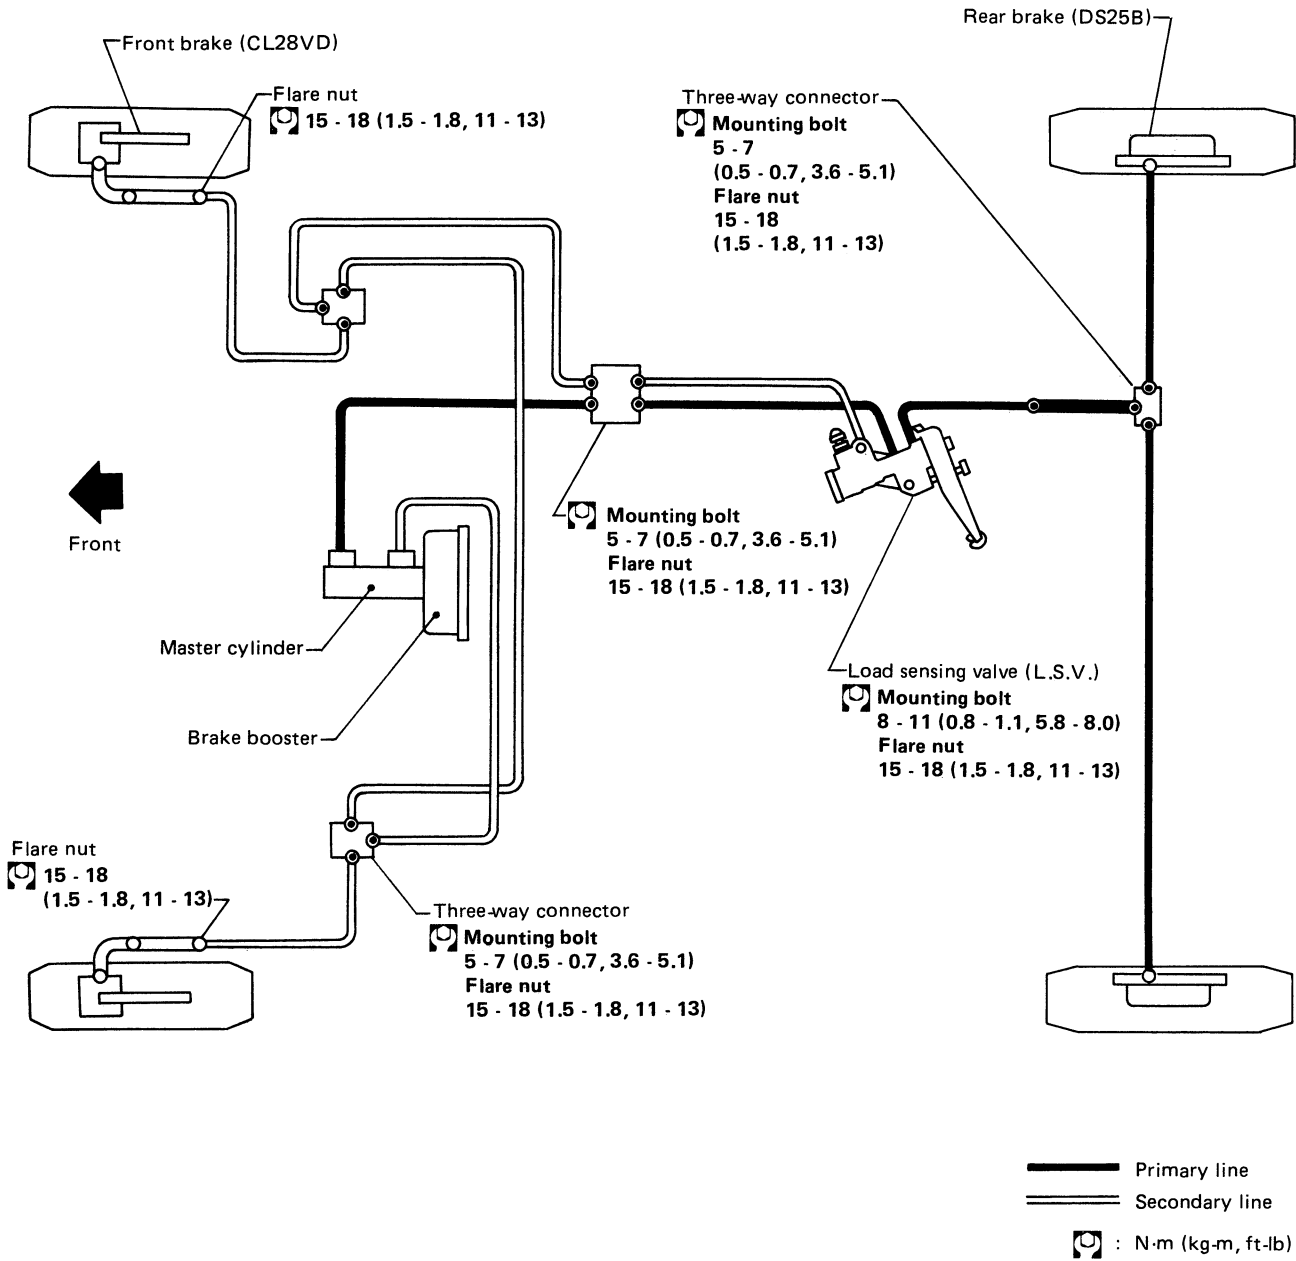 Rear brake (DS25B)
Front brake (CL28VD)
Flare nut
15 - 18 (1.5 - 1.8, 11 - 13)
Three-way connector
Mounting bolt
5 - 7
(0.5 - 0.7, 3.6 - 5.1)
Flare nut
15 - 18
(1.5 - 1.8, 11 - 13)
Front
Mounting bolt
5 - 7 (0.5 - 0.7, 3.6 - 5.1)
Flare nut
15 - 18 (1.5 - 1.8, 11 - 13)
Master cylinder
Brake booster
Load sensing valve (L.S.V.)
Mounting bolt
8 - 11 (0.8 - 1.1, 5.8 - 8.0)
Flare nut
15 - 18 (1.5 - 1.8, 11 - 13)
Flare nut
15 - 18
(1.5 - 1.8, 11 - 13)
Three-way connector
Mounting bolt
5 - 7 (0.5 - 0.7, 3.6 - 5.1)
Flare nut
15 - 18 (1.5 - 1.8, 11 - 13)
Primary line
Secondary line
: N·m (kg-m, ft-lb)